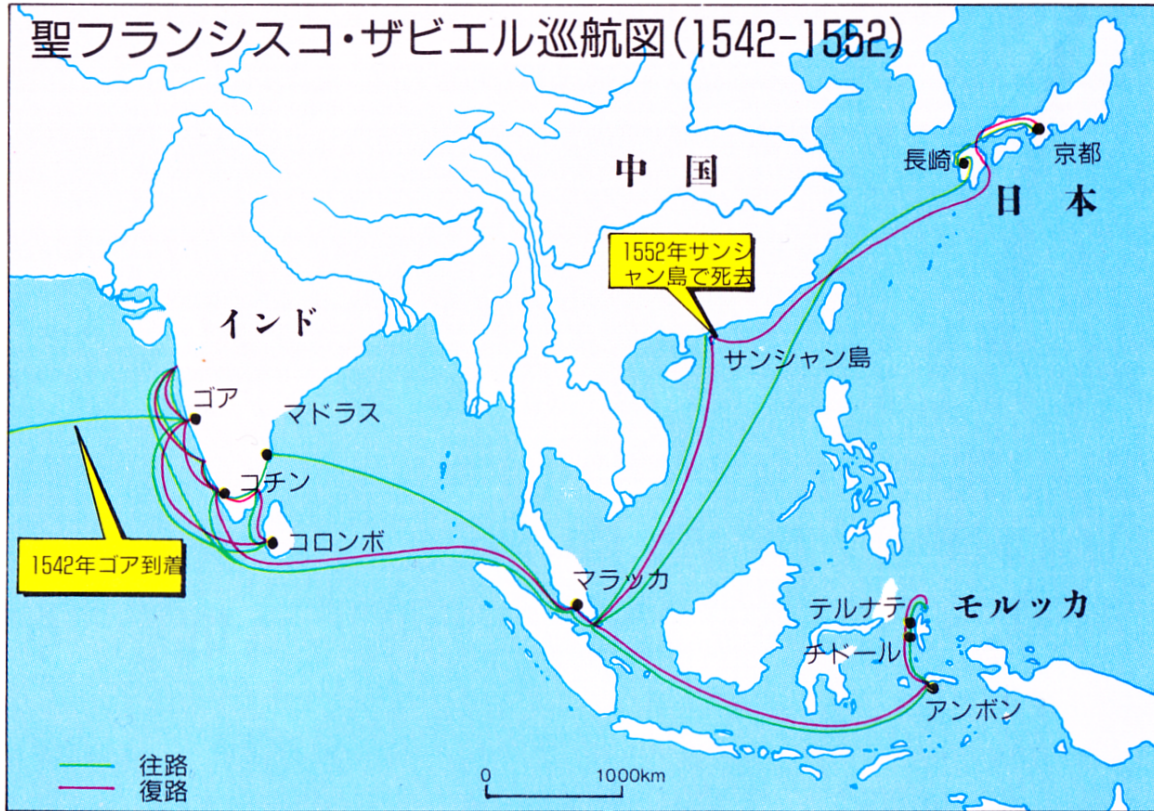 聖フランシスコ・ザビエル巡航図(1542-1552)
中 国
長崎
京都
日 本
1552年サンシ
ャン島で死去
インド
サンシャン島
ゴア
マドラス
コチン
コロンボ
1542年ゴア到着
マラッカ
テルナテ
モルッカ
チドール
アンボン
往路
復路
0 1000km